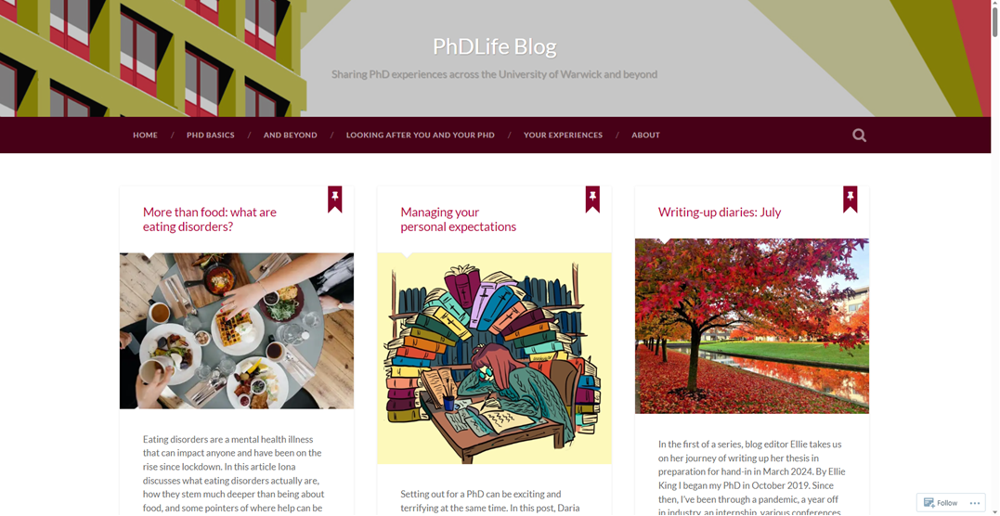 PhDLife Blog
Sharing PhD experiences across the University of Warwick and beyond
HOME / PHD BASICS / AND BEYOND / LOOKING AFTER YOU AND YOUR PHD / YOUR EXPERIENCES / ABOUT
More than food: what are
eating disorders?
Eating disorders are a mental health illness
that can impact anyone and have been on the
rise since lockdown. In this article Iona
discusses what eating disorders actually are,
how they stem much deeper than being about
food, and some pointers of where help can be
Managing your
personal expectations
Setting out for a PhD can be exciting and
terrifying at the same time. In this post, Daria
Writing-up diaries: July
In the first of a series, blog editor Ellie takes us
on her journey of writing up her thesis in
preparation for hand-in in March 2024. By Ellie
King I began my PhD in October 2019. Since
then, I've been through a pandemic, a year off
in industry, an internship, various conferences
Follow